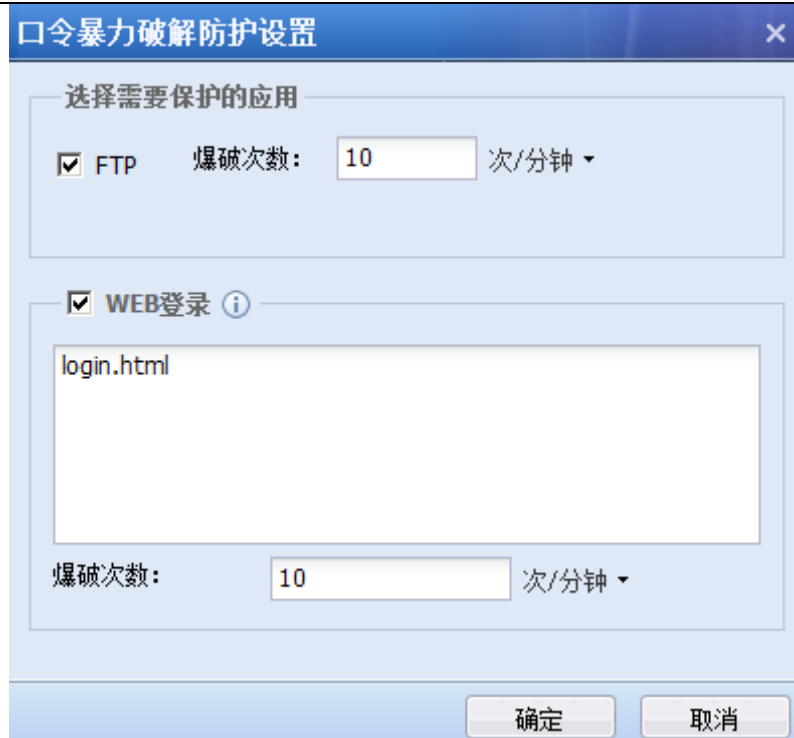 口令暴力破解防护设置
选择需要保护的应用
FTP 爆破次数: 10 次/分钟
WEB登录
login.html
爆破次数: 10 次/分钟
确定 取消